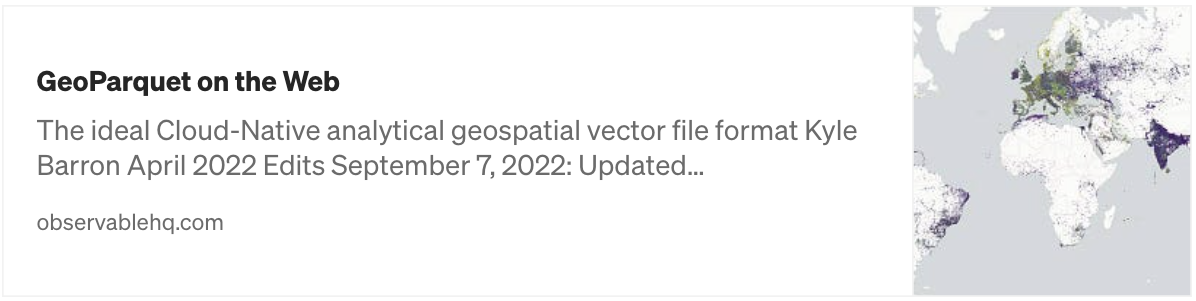 GeoParquet on the Web
The ideal Cloud-Native analytical geospatial vector file format Kyle
Barron April 2022 Edits September 7, 2022: Updated...
observablehq.com